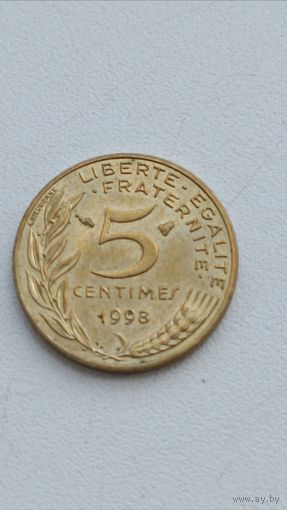 LIBERTE · EGALITE
· FRATERNITE ·
5
CENTIMES
1998
www.ay.by